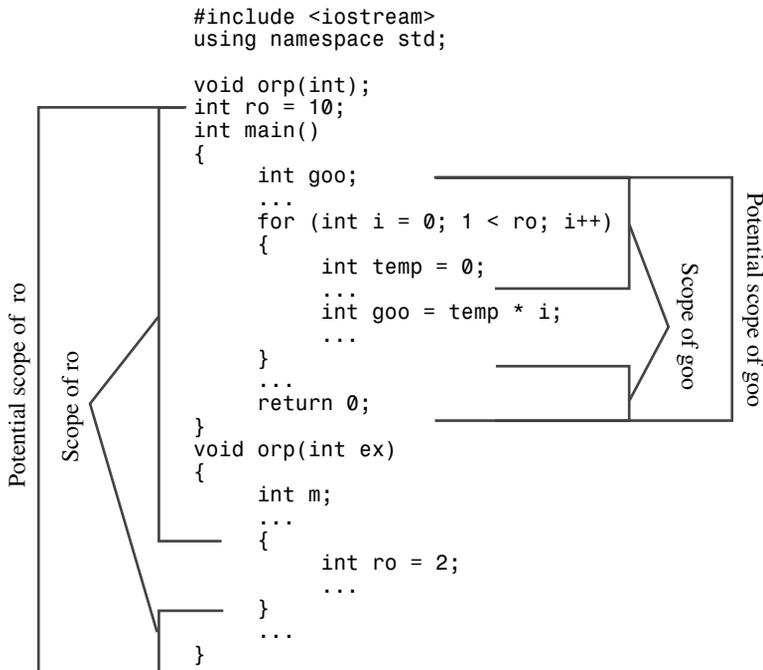 #include <iostream>
using namespace std;
void orp(int);
int ro = 10;
int main()
{
int goo;
...
for (int i = 0; 1 < ro; i++)
{
int temp = 0;
...
int goo = temp * i;
...
}
...
return 0;
}
void orp(int ex)
{
int m;
...
{
int ro = 2;
...
}
...
}
Potential scope of ro
Scope of ro
Scope of goo
Potential scope of goo